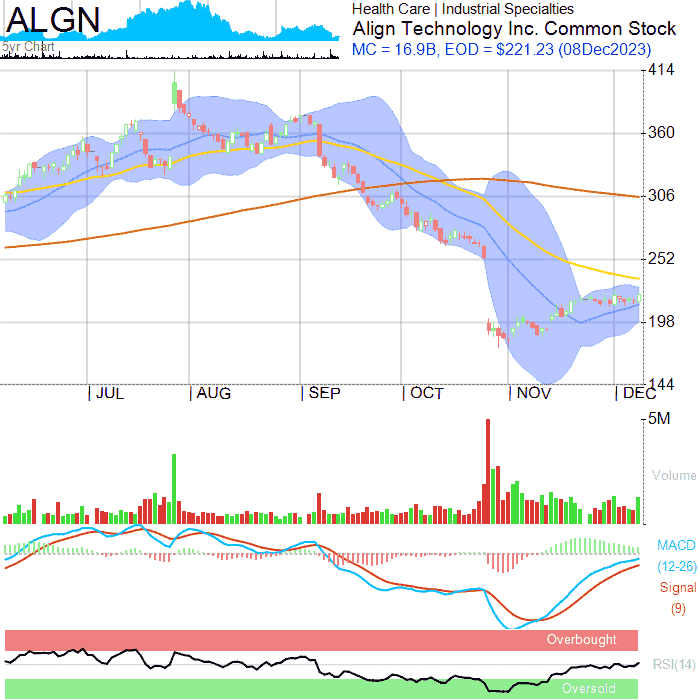 ALGN
5yr Chart
Health Care | Industrial Specialties
Align Technology Inc. Common Stock
MC = 16.9B, EOD = $221.23 (08Dec2023)
414
360
306
252
198
144
JUL AUG SEP OCT NOV DEC
5M
Volume
MACD
(12-26)
Signal
(9)
Overbought
RSI(14)
Oversold